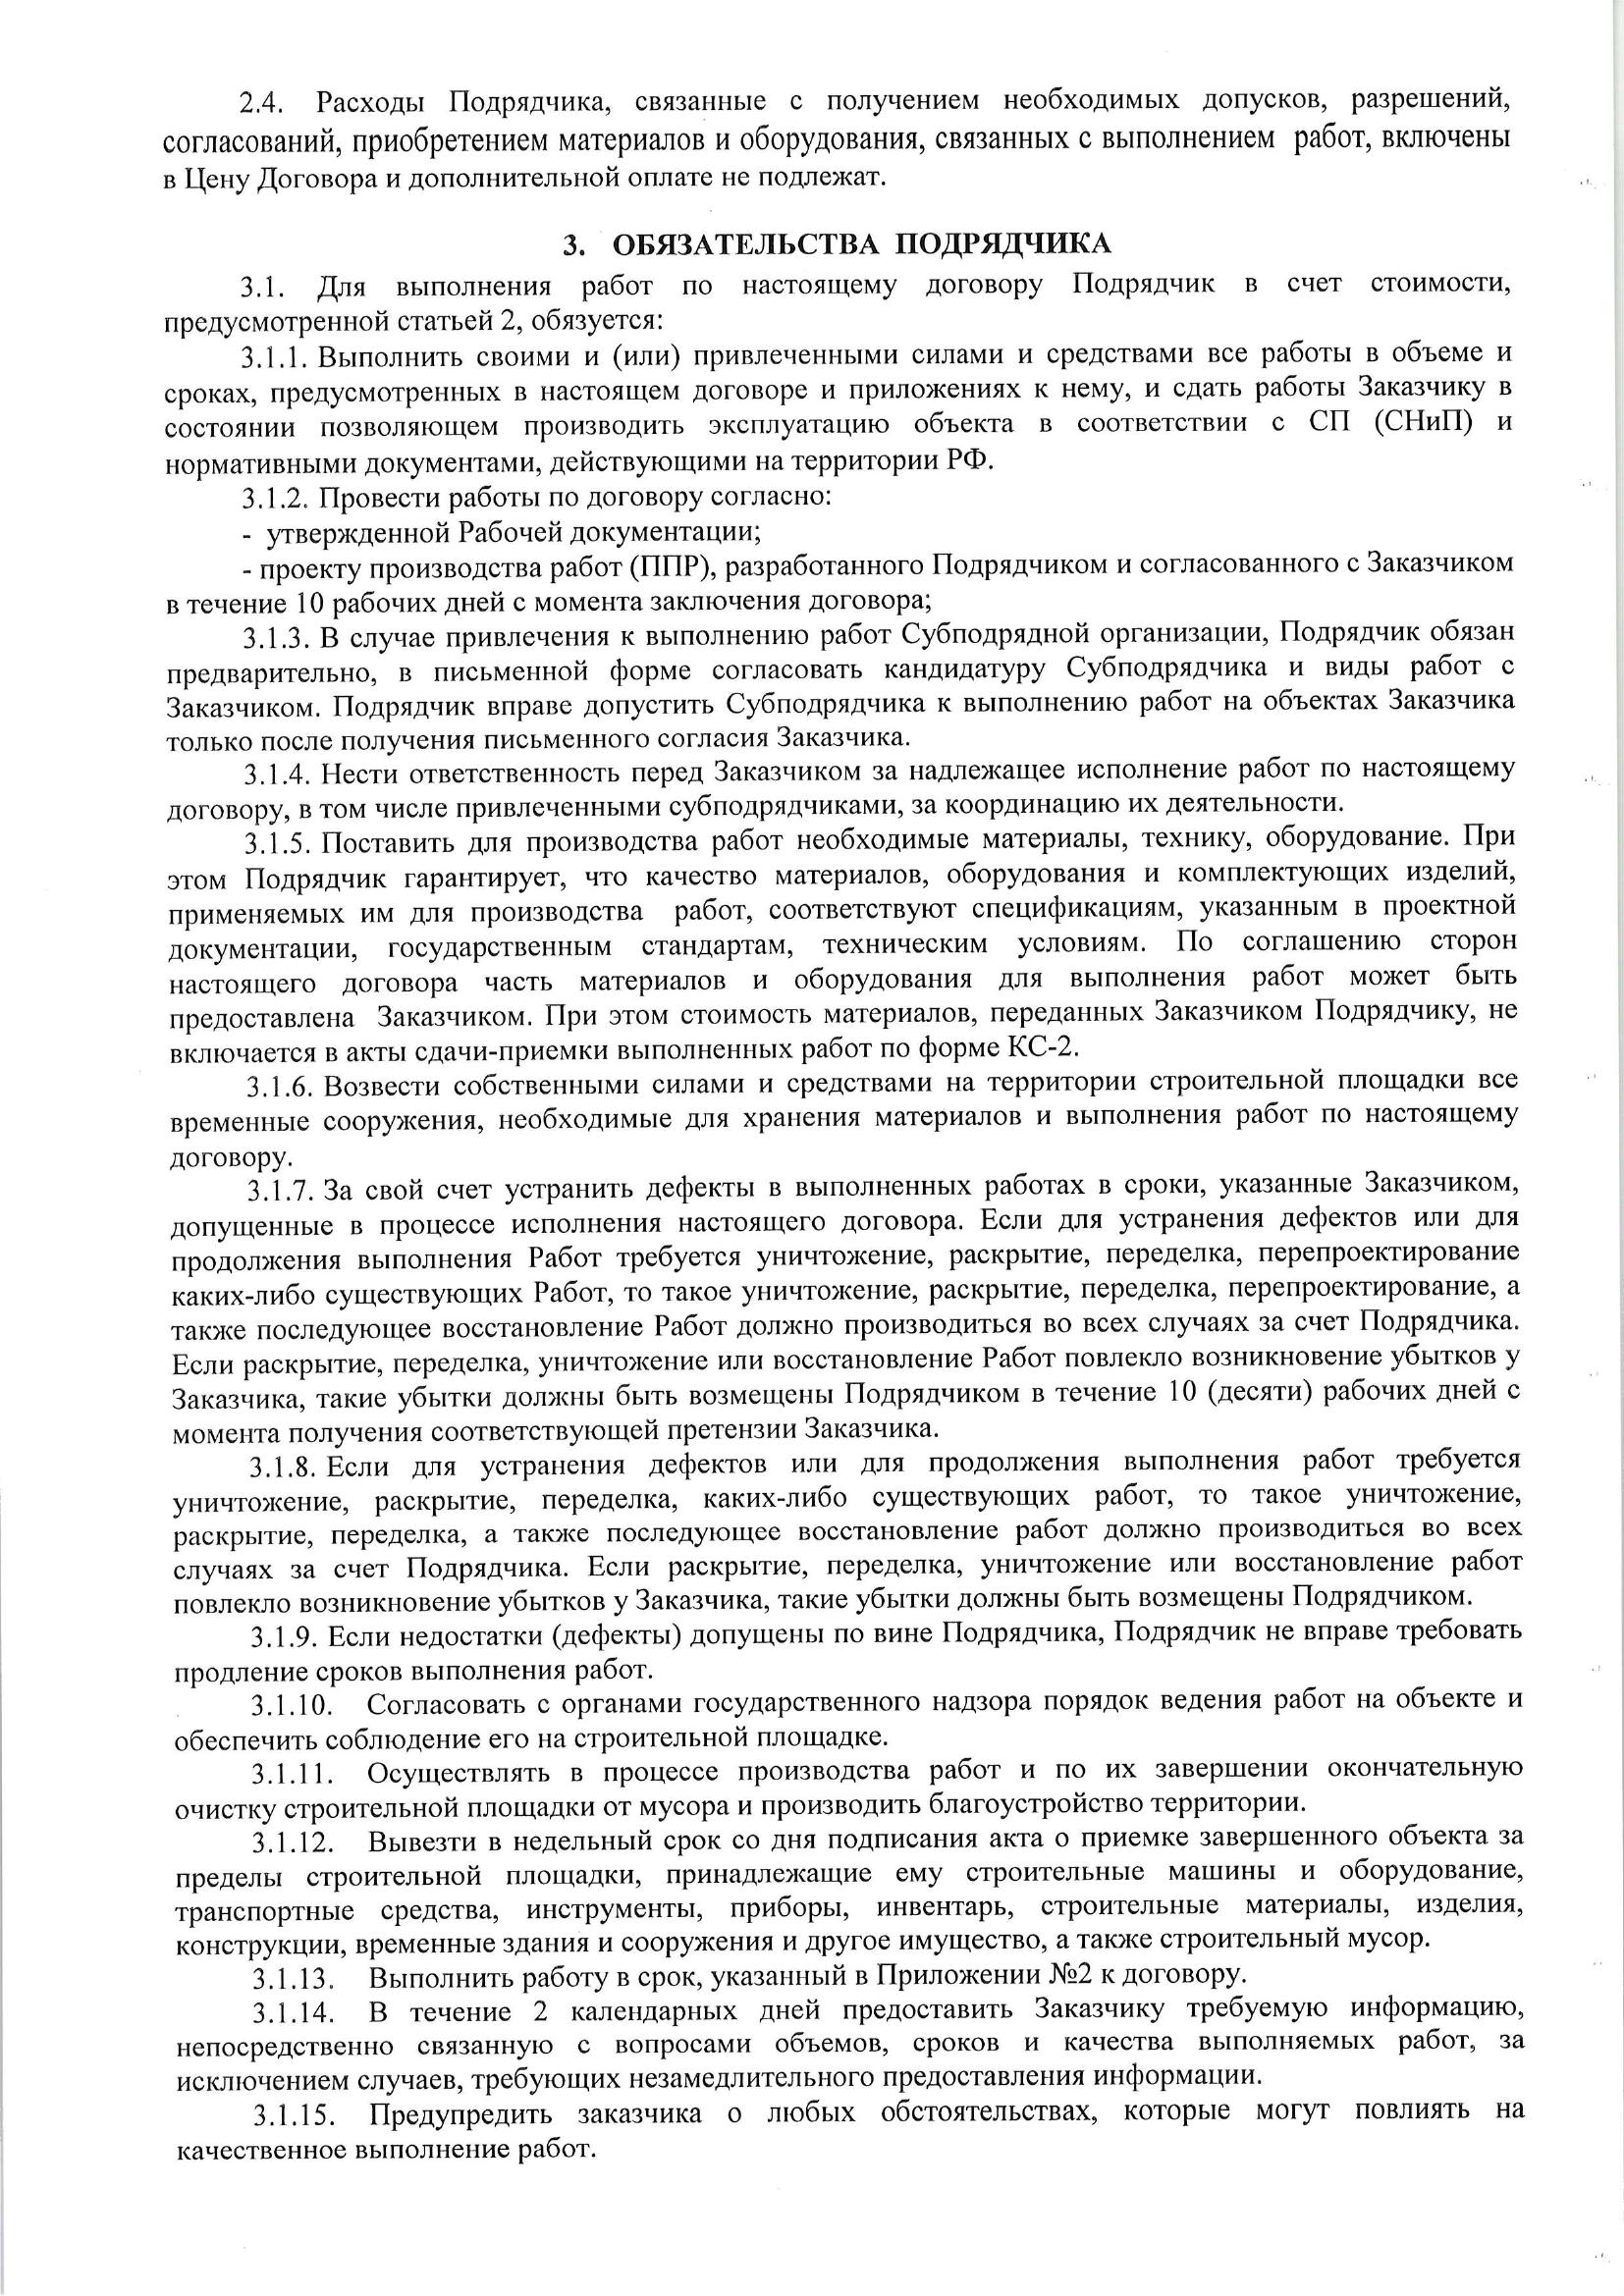 2.4. Расходы Подрядчика, связанные с получением необходимых допусков, разрешений,
согласований, приобретением материалов и оборудования, связанных с выполнением работ, включены
в Цену Договора и дополнительной оплате не подлежат.
3. ОБЯЗАТЕЛЬСТВА ПОДРЯДЧИКА
3.1. Для выполнения работ по настоящему договору Подрядчик в счет стоимости,
предусмотренной статьей 2, обязуется:
3.1.1. Выполнить своими и (или) привлеченными силами и средствами все работы в объеме и
сроках, предусмотренных в настоящем договоре и приложениях к нему, и сдать работы Заказчику в
состоянии позволяющем производить эксплуатацию объекта в соответствии с СП (СНиП) и
нормативными документами, действующими на территории РФ.
3.1.2. Провести работы по договору согласно:
- утвержденной Рабочей документации;
- проекту производства работ (ППР), разработанного Подрядчиком и согласованного с Заказчиком
в течение 10 рабочих дней с момента заключения договора;
3.1.3. В случае привлечения к выполнению работ Субподрядной организации, Подрядчик обязан
предварительно, в письменной форме согласовать кандидатуру Субподрядчика и виды работ с
Заказчиком. Подрядчик вправе допустить Субподрядчика к выполнению работ на объектах Заказчика
только после получения письменного согласия Заказчика.
3.1.4. Нести ответственность перед Заказчиком за надлежащее исполнение работ по настоящему
договору, в том числе привлеченными субподрядчиками, за координацию их деятельности.
3.1.5. Поставить для производства работ необходимые материалы, технику, оборудование. При
этом Подрядчик гарантирует, что качество материалов, оборудования и комплектующих изделий,
применяемых им для производства работ, соответствуют спецификациям, указанным в проектной
документации, государственным стандартам, техническим условиям. По соглашению сторон
настоящего договора часть материалов и оборудования для выполнения работ может быть
предоставлена Заказчиком. При этом стоимость материалов, переданных Заказчиком Подрядчику, не
включается в акты сдачи-приемки выполненных работ по форме КС-2.
3.1.6. Возвести собственными силами и средствами на территории строительной площадки все
временные сооружения, необходимые для хранения материалов и выполнения работ по настоящему
договору.
3.1.7. За свой счет устранить дефекты в выполненных работах в сроки, указанные Заказчиком,
допущенные в процессе исполнения настоящего договора. Если для устранения дефектов или для
продолжения выполнения Работ требуется уничтожение, раскрытие, переделка, перепроектирование
каких-либо существующих Работ, то такое уничтожение, раскрытие, переделка, перепроектирование, а
также последующее восстановление Работ должно производиться во всех случаях за счет Подрядчика.
Если раскрытие, переделка, уничтожение или восстановление Работ повлекло возникновение убытков у
Заказчика, такие убытки должны быть возмещены Подрядчиком в течение 10 (десяти) рабочих дней с
момента получения соответствующей претензии Заказчика.
3.1.8. Если для устранения дефектов или для продолжения выполнения работ требуется
уничтожение, раскрытие, переделка, каких-либо существующих работ, то такое уничтожение,
раскрытие, переделка, а также последующее восстановление работ должно производиться во всех
случаях за счет Подрядчика. Если раскрытие, переделка, уничтожение или восстановление работ
повлекло возникновение убытков у Заказчика, такие убытки должны быть возмещены Подрядчиком.
3.1.9. Если недостатки (дефекты) допущены по вине Подрядчика, Подрядчик не вправе требовать
продление сроков выполнения работ.
3.1.10. Согласовать с органами государственного надзора порядок ведения работ на объекте и
обеспечить соблюдение его на строительной площадке.
3.1.11. Осуществлять в процессе производства работ и по их завершении окончательную
очистку строительной площадки от мусора и производить благоустройство территории.
3.1.12. Вывезти в недельный срок со дня подписания акта о приемке завершенного объекта за
пределы строительной площадки, принадлежащие ему строительные машины и оборудование,
транспортные средства, инструменты, приборы, инвентарь, строительные материалы, изделия,
конструкции, временные здания и сооружения и другое имущество, а также строительный мусор.
3.1.13. Выполнить работу в срок, указанный в Приложении №2 к договору.
3.1.14. В течение 2 календарных дней предоставить Заказчику требуемую информацию,
непосредственно связанную с вопросами объемов, сроков и качества выполняемых работ, за
исключением случаев, требующих незамедлительного предоставления информации.
3.1.15. Предупредить заказчика о любых обстоятельствах, которые могут повлиять на
качественное выполнение работ.